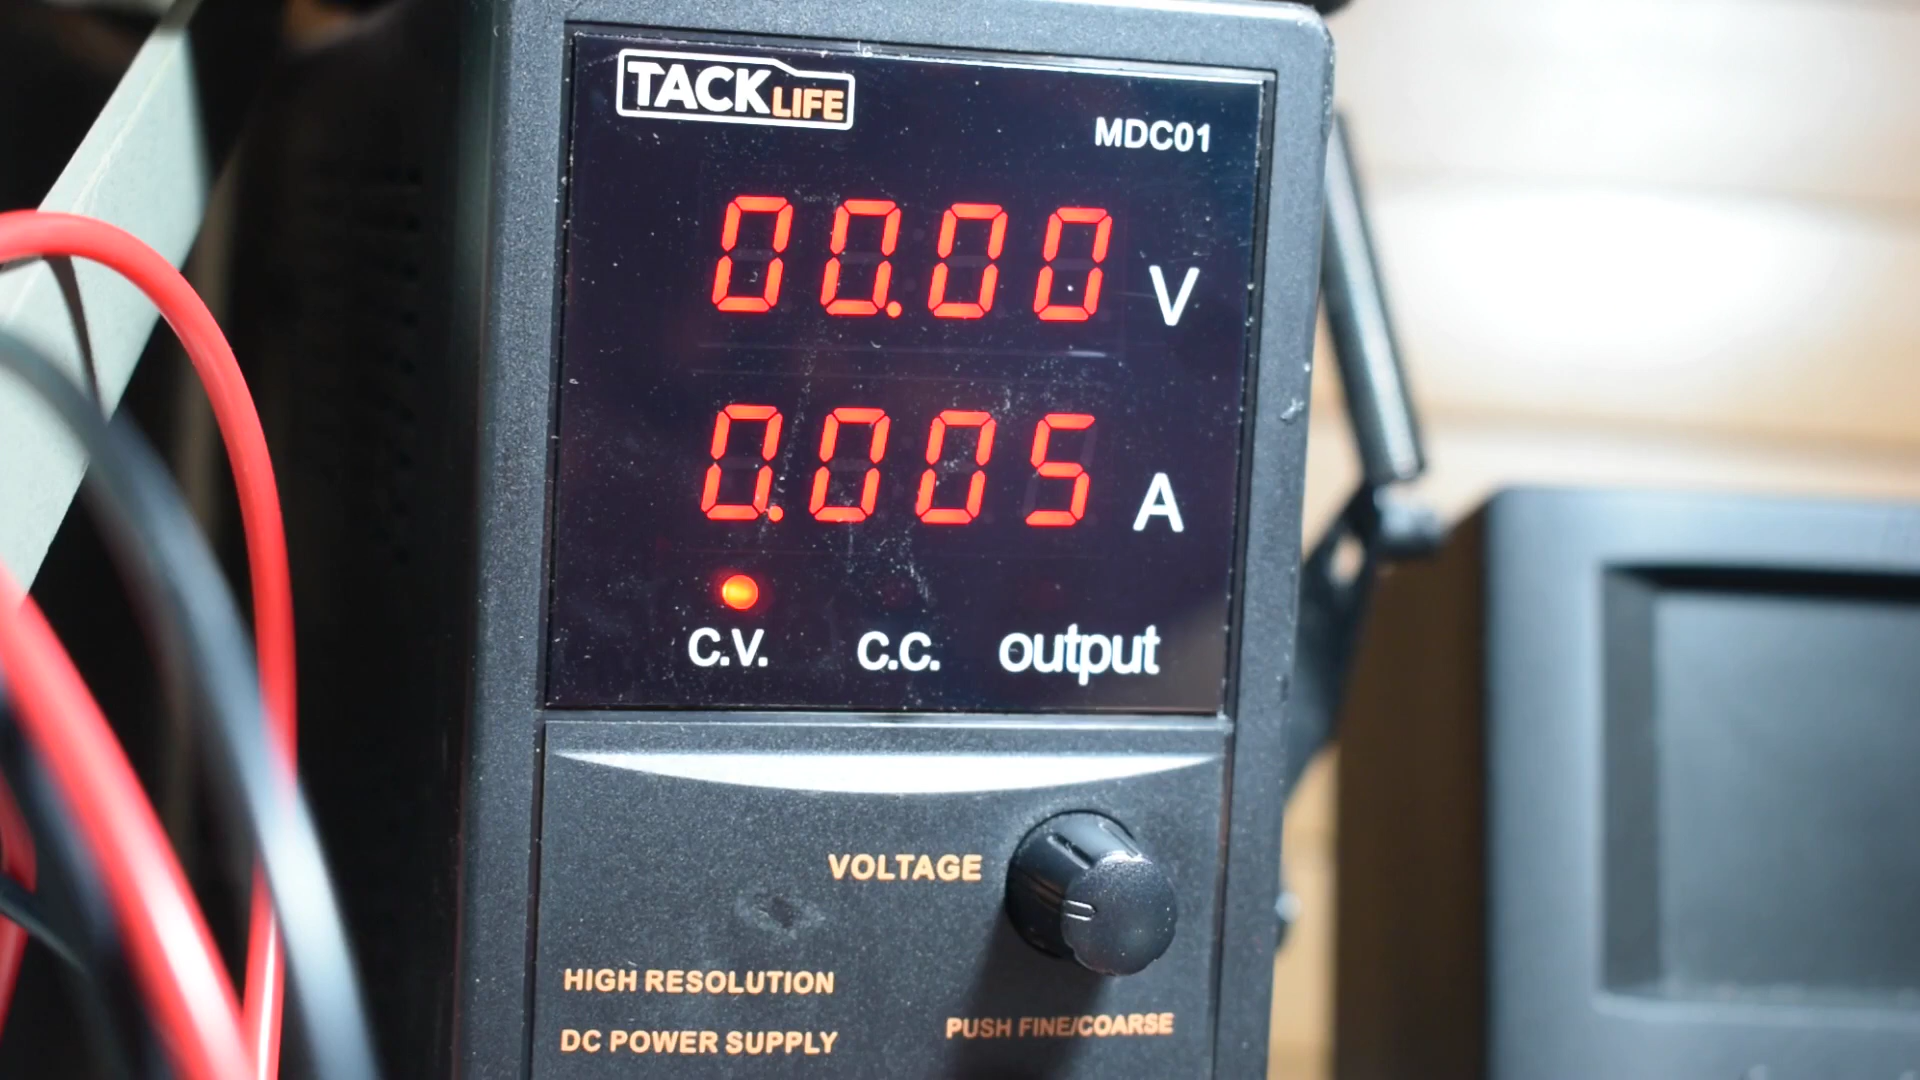 TACKLIFE
MDC01
00.00 V
0.005 A
C.V. C.C. output
VOLTAGE
HIGH RESOLUTION
DC POWER SUPPLY
PUSH FINE/COARSE